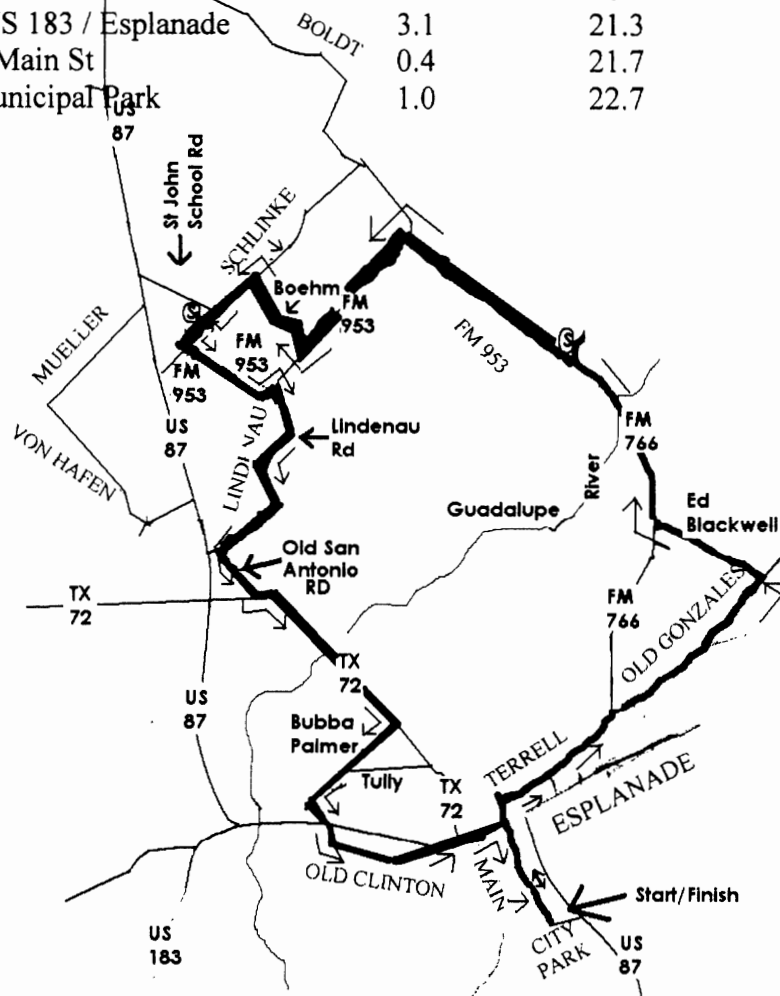 S 183 / Esplanade 3.1 21.3
Main St 0.4 21.7
unicipal Park 1.0 22.7
BOLDT
US
87
St John
School Rd
SCHLINKE
Boehm
FM
953
FM
953
FM 953
S
S
MUELLER
FM
953
FM
766
US
87
LINDENAU
Lindenau
Rd
VON HAFEN
River
Guadalupe
Ed
Blackwell
Old San
Antonio
RD
TX
72
FM
766
OLD GONZALES
TX
72
US
87
Bubba
Palmer
Tully
TX
72
TERRELL
ESPLANADE
OLD CLINTON
MAIN
Start/Finish
CITY
PARK
US
183
US
87